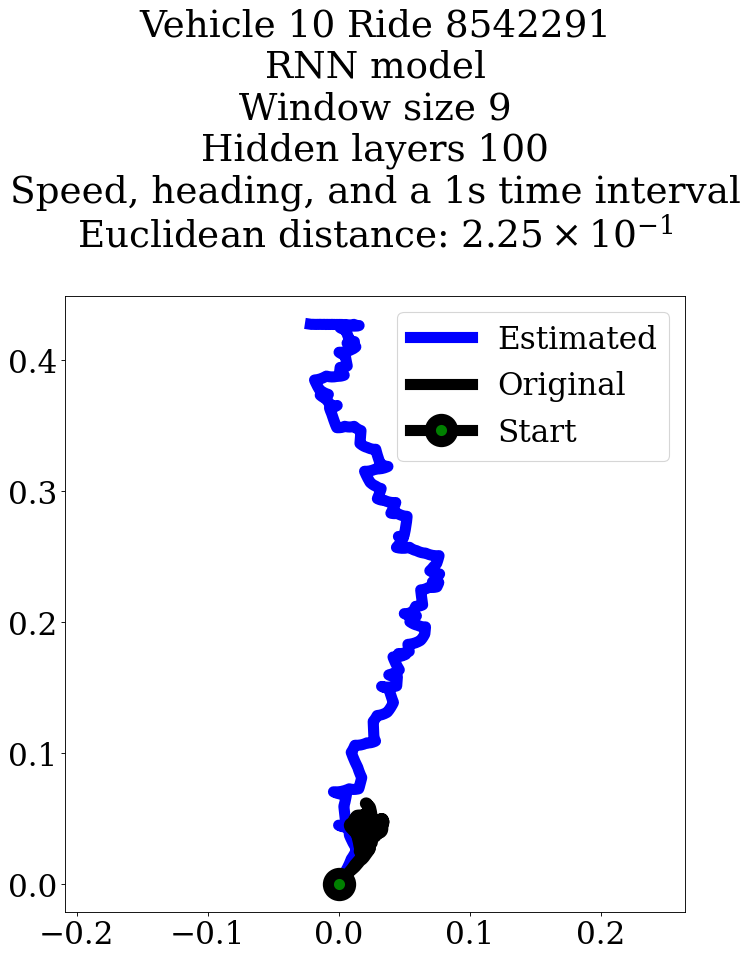 Vehicle 10 Ride 8542291
RNN model
Window size 9
Hidden layers 100
Speed, heading, and a 1s time interval
Euclidean distance: 2.25 × 10⁻¹
Estimated
Original
Start
0.4
0.3
0.2
0.1
0.0
−0.2 −0.1 0.0 0.1 0.2